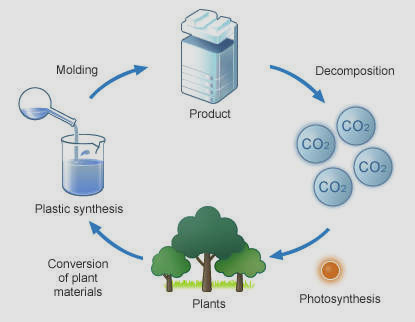 Molding
Product
Decomposition
CO2
CO2
CO2
CO2
Plastic synthesis
Conversion
of plant
materials
Plants
Photosynthesis